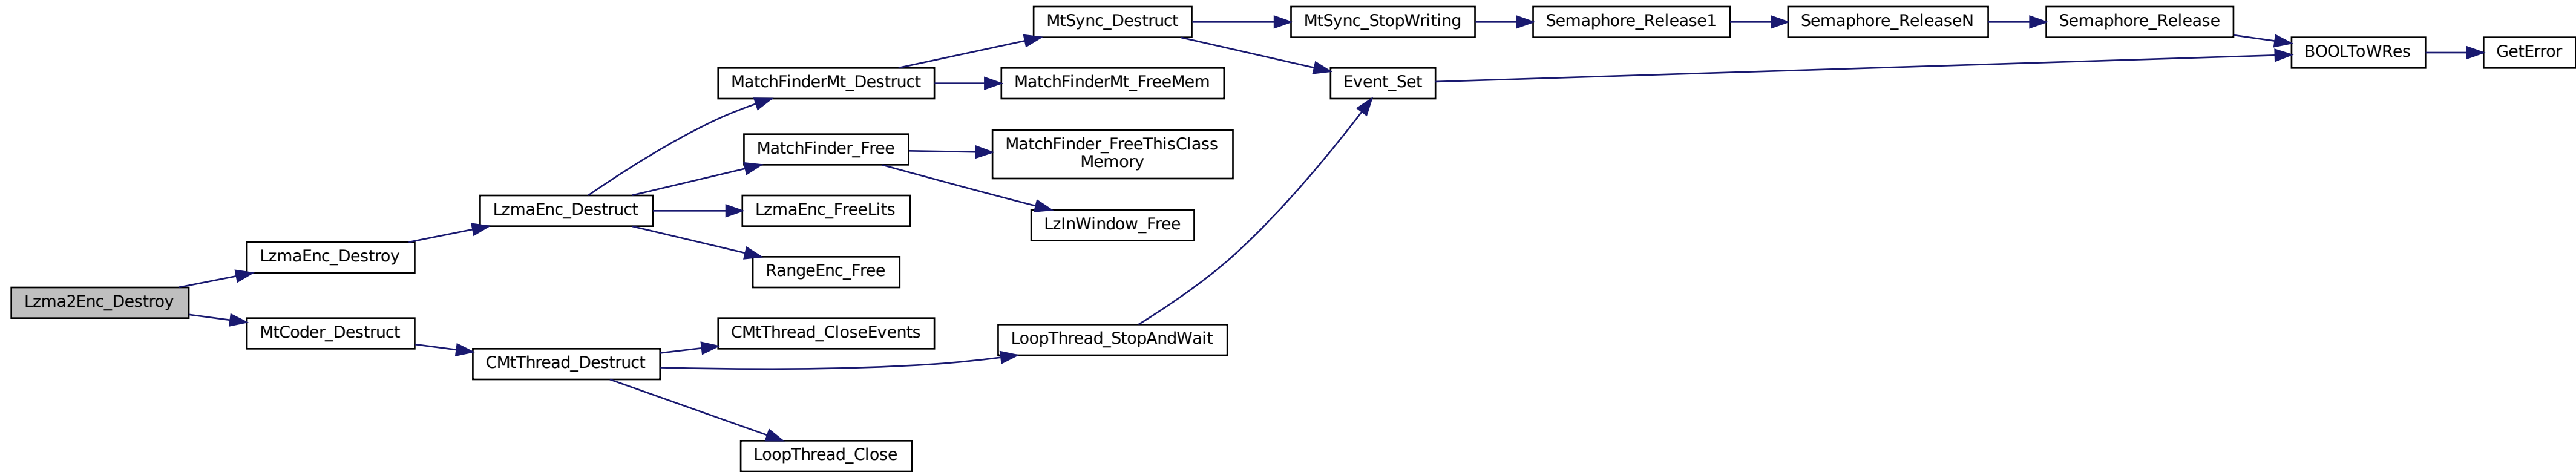 MtSync_Destruct
MtSync_StopWriting
Semaphore_Release1
Semaphore_ReleaseN
Semaphore_Release
BOOLToWRes
GetError
MatchFinderMt_Destruct
MatchFinderMt_FreeMem
Event_Set
MatchFinder_Free
MatchFinder_FreeThisClass
Memory
LzmaEnc_Destruct
LzmaEnc_FreeLits
LzInWindow_Free
LzmaEnc_Destroy
RangeEnc_Free
Lzma2Enc_Destroy
MtCoder_Destruct
CMtThread_CloseEvents
LoopThread_StopAndWait
CMtThread_Destruct
LoopThread_Close